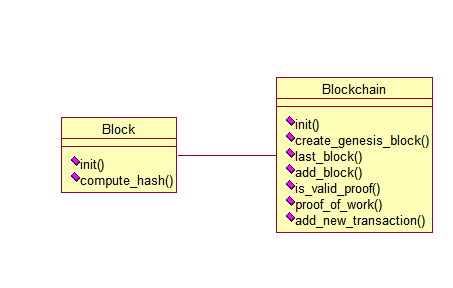 Block
init()
compute_hash()
Blockchain
init()
create_genesis_block()
last_block()
add_block()
is_valid_proof()
proof_of_work()
add_new_transaction()